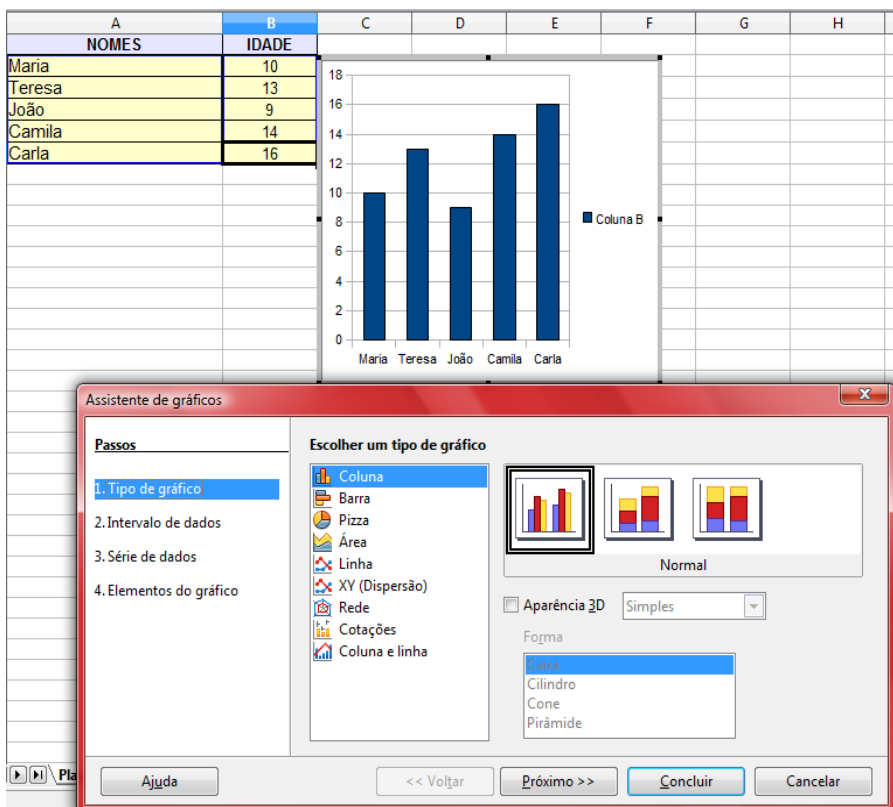 A B C D E F G H
NOMES IDADE
Maria 10
Teresa 13
João 9
Camila 14
Carla 16
18
16
14
12
10
8
6
4
2
0
Coluna B
Maria Teresa João Camila Carla
Assistente de gráficos
Passos
1. Tipo de gráfico
2. Intervalo de dados
3. Série de dados
4. Elementos do gráfico
Escolher um tipo de gráfico
Coluna
Barra
Pizza
Área
Linha
XY (Dispersão)
Rede
Cotações
Coluna e linha
Normal
Aparência 3D Simples
Forma
Caixa
Cilindro
Cone
Pirâmide
Pla
Ajuda << Voltar Próximo >> Concluir Cancelar